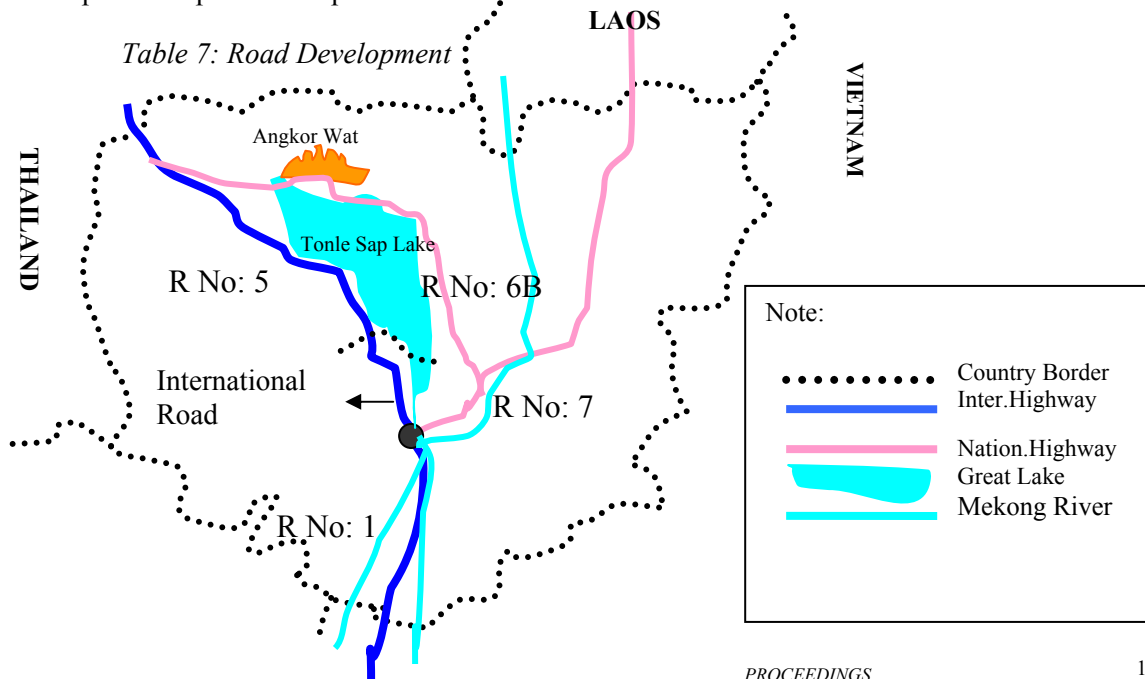 LAOS
Table 7: Road Development
VIETNAM
THAILAND
Angkor Wat
Tonle Sap Lake
R No: 5
R No: 6B
International
Road
R No: 7
R No: 1
Note:
Country Border
Inter.Highway
Nation.Highway
Great Lake
Mekong River
PROCEEDINGS
1